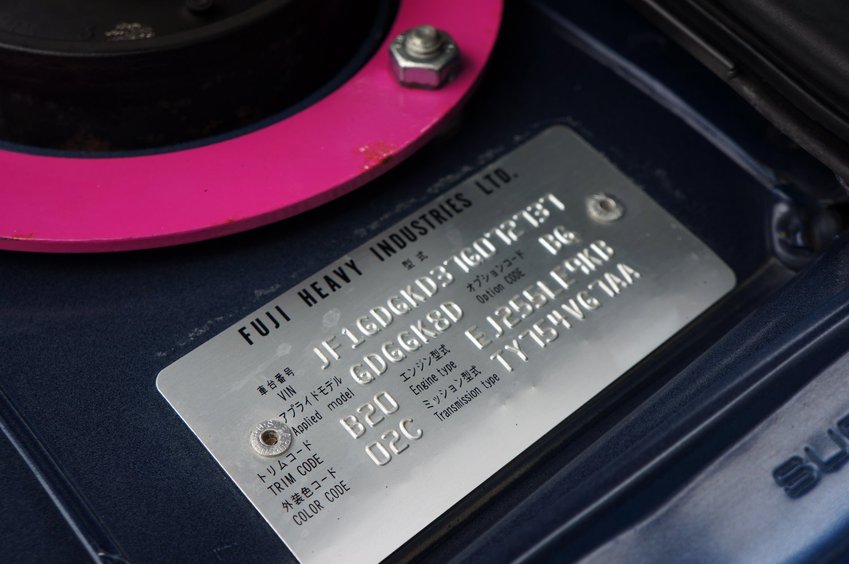 FUJI HEAVY INDUSTRIES LTD.
型式
車台番号
VIN JF1GDGKD37G072737
アプライドモデル
Applied model GDGGK8D
オプションコード
Option CODE B6
トリムコード
TRIM CODE B20
エンジン型式
Engine type EJ255LF9KB
外装色コード
COLOR CODE 02C
ミッション型式
Transmission type TY754VG7AA
SU